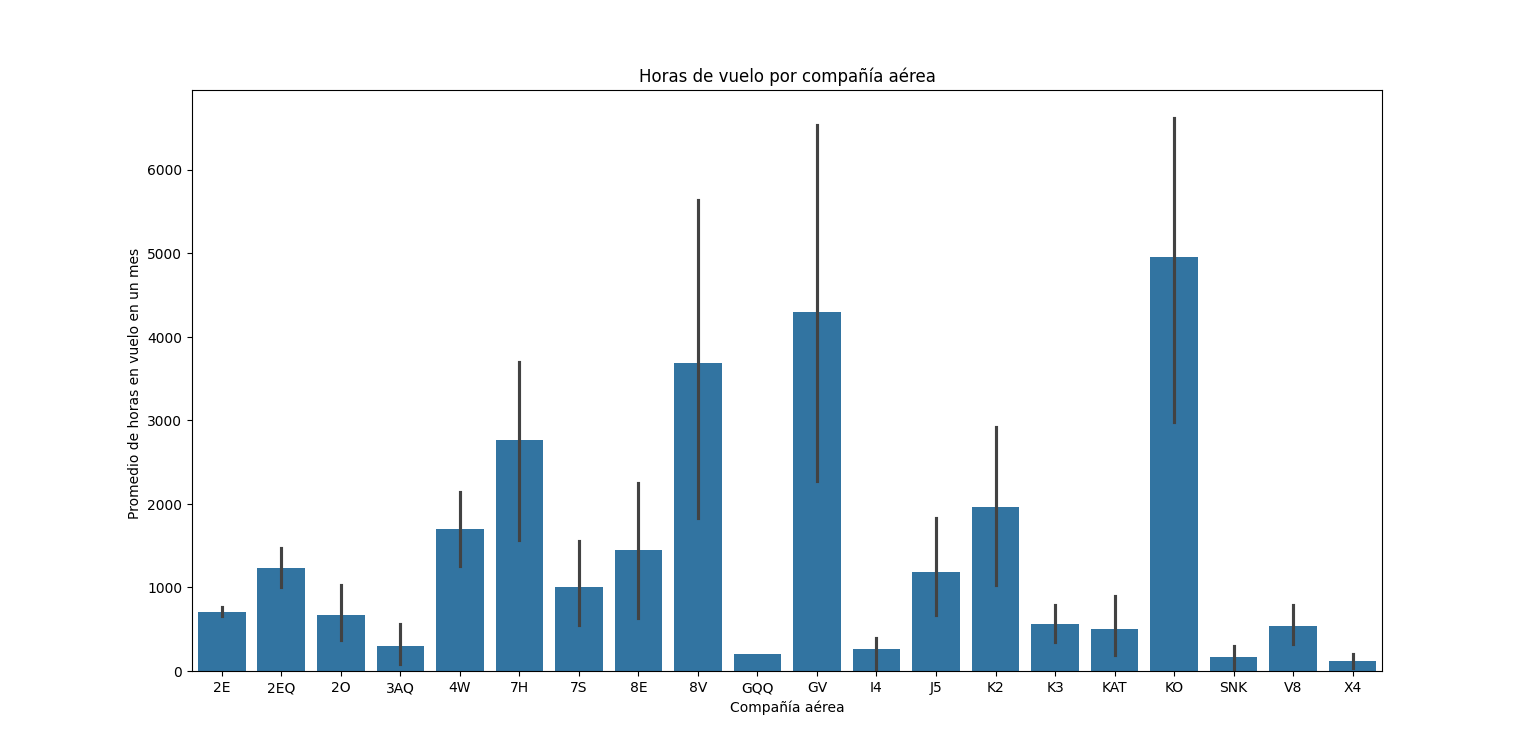 Horas de vuelo por compañía aérea
Promedio de horas en vuelo en un mes
6000
5000
4000
3000
2000
1000
0
2E 2EQ 2O 3AQ 4W 7H 7S 8E 8V GQQ GV I4 J5 K2 K3 KAT KO SNK V8 X4
Compañía aérea